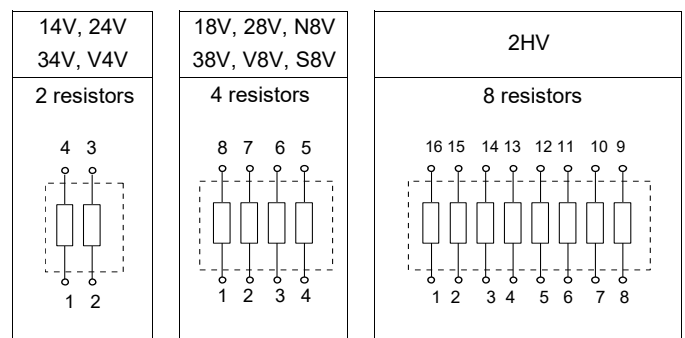 14V, 24V
34V, V4V
2 resistors
4 3
1 2
18V, 28V, N8V
38V, V8V, S8V
4 resistors
8 7 6 5
1 2 3 4
2HV
8 resistors
16 15 14 13 12 11 10 9
1 2 3 4 5 6 7 8